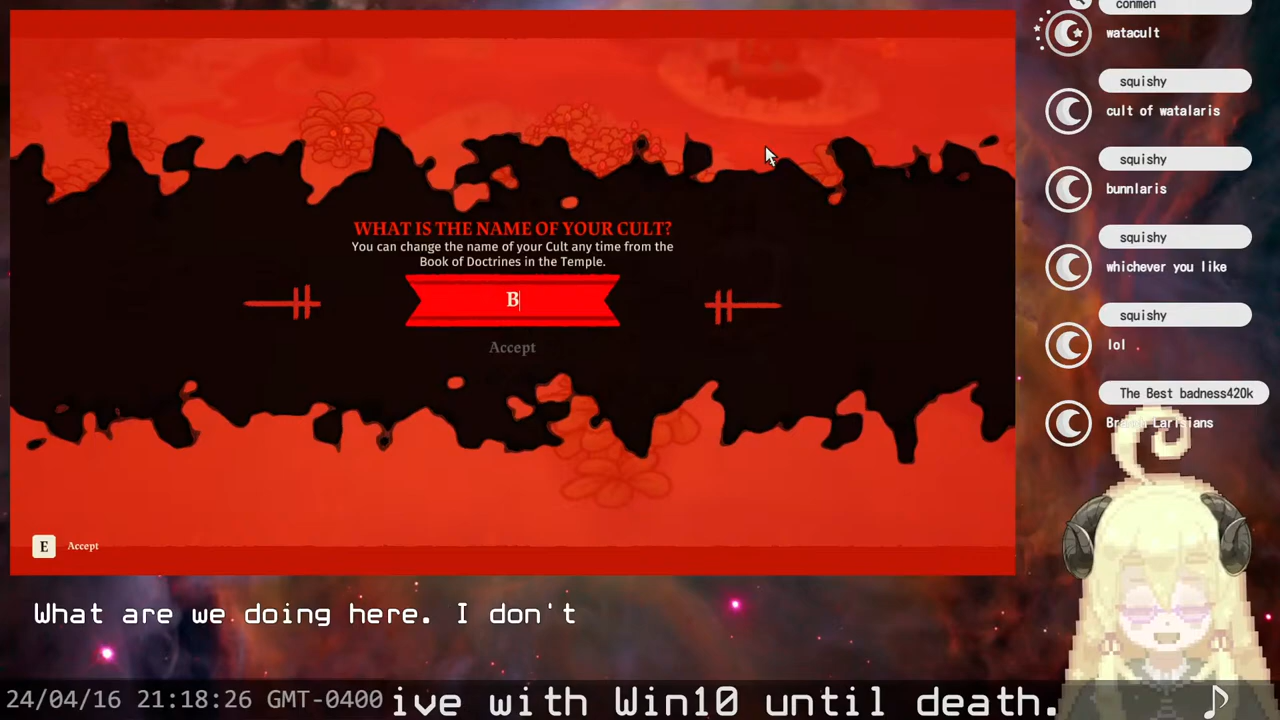 WHAT IS THE NAME OF YOUR CULT?
You can change the name of your Cult any time from the
Book of Doctrines in the Temple.
B
Accept
E Accept
conmen
watacult
squishy
cult of watalaris
squishy
bunnlaris
squishy
whichever you like
squishy
lol
The Best badness420k
What are we doing here. I don't
24/04/16 21:18:26 GMT-0400
ive with Win10 until death.